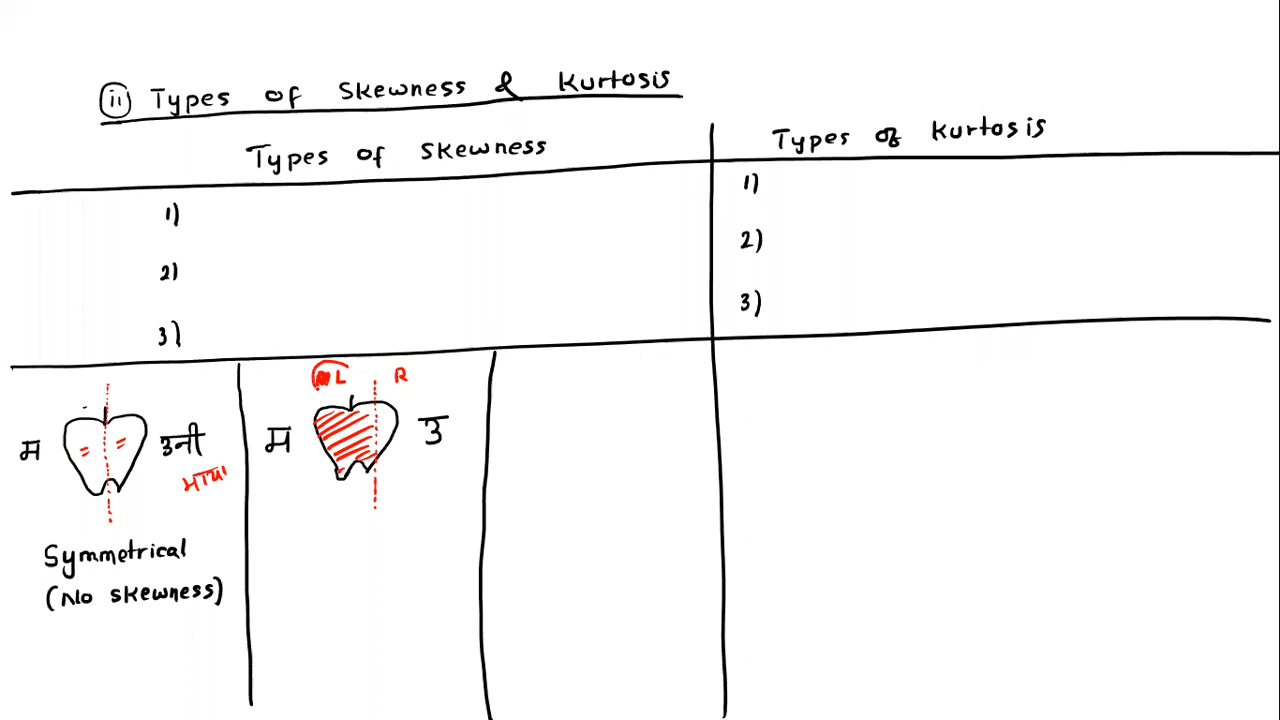 ii) Types of Skewness & Kurtosis
Types of Skewness
Types of Kurtosis
1)
2)
3)
1)
2)
3)
म उनी
माया
Symmetrical
(No skewness)
L R
म उ